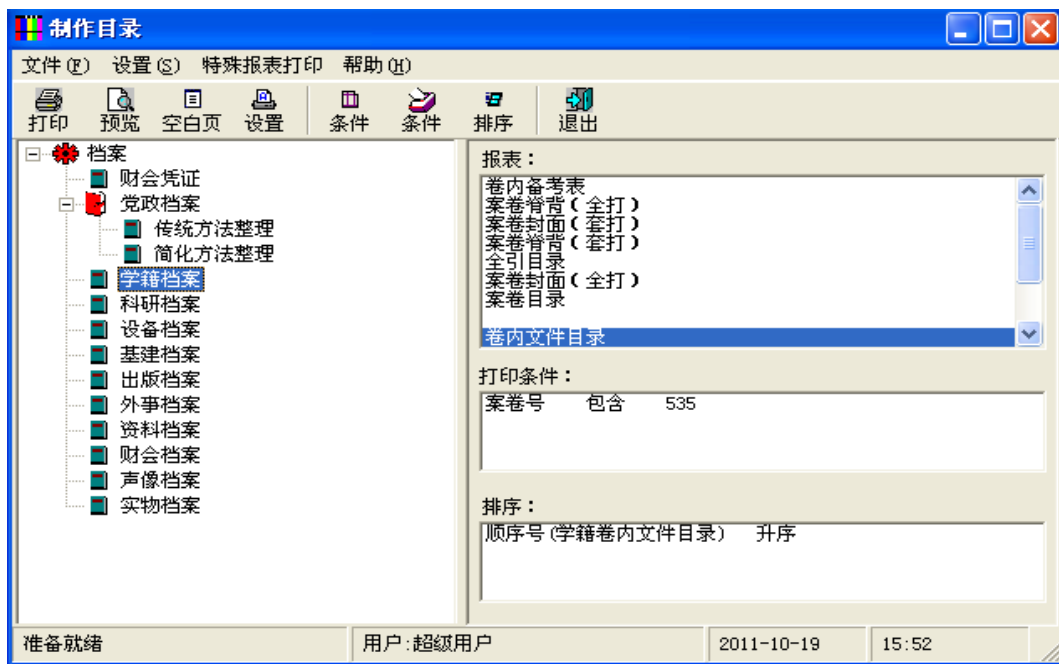 制作目录
文件(F) 设置(S) 特殊报表打印 帮助(H)
打印 预览 空白页 设置 条件 条件 排序 退出
档案
财会凭证
党政档案
传统方法整理
简化方法整理
学籍档案
科研档案
设备档案
基建档案
出版档案
外事档案
资料档案
财会档案
声像档案
实物档案
报表：
卷内备考表
案卷脊背(全打)
案卷封面(套打)
案卷脊背(套打)
全引目录
案卷封面(全打)
案卷目录
卷内文件目录
打印条件：
案卷号 包含 535
排序：
顺序号(学籍卷内文件目录) 升序
准备就绪 用户:超级用户 2011-10-19 15:52